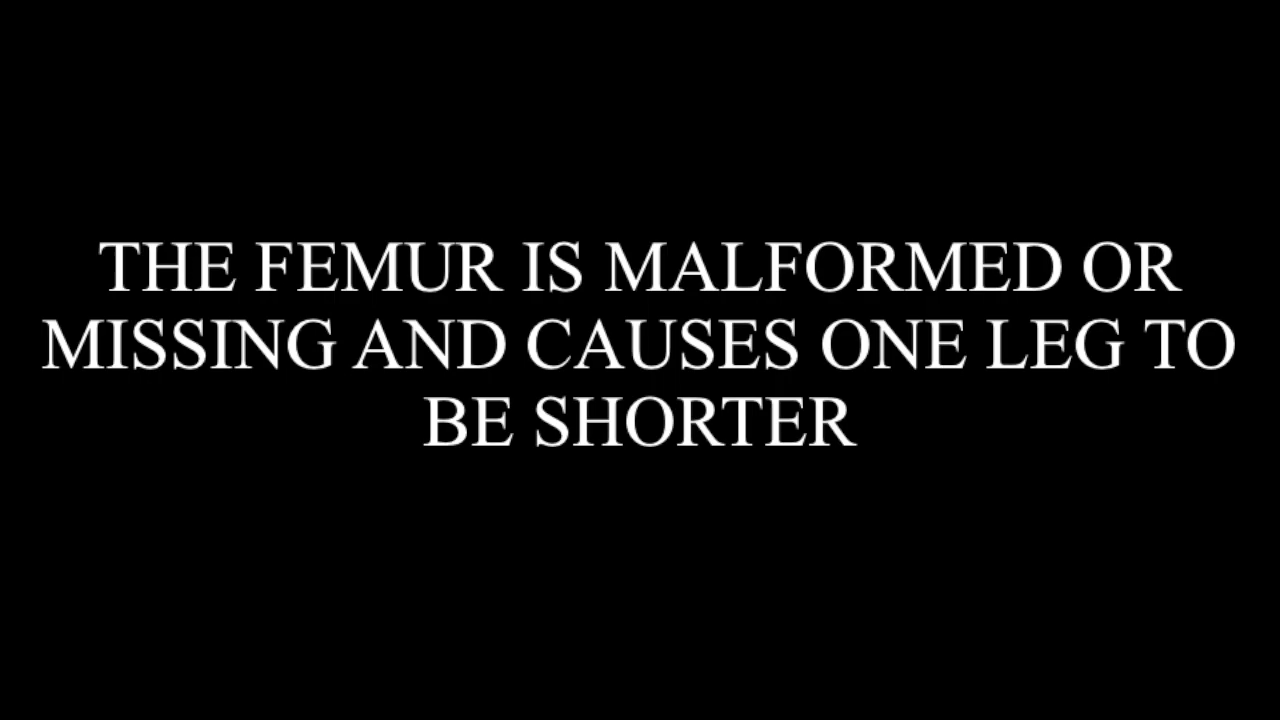 THE FEMUR IS MALFORMED OR
MISSING AND CAUSES ONE LEG TO
BE SHORTER